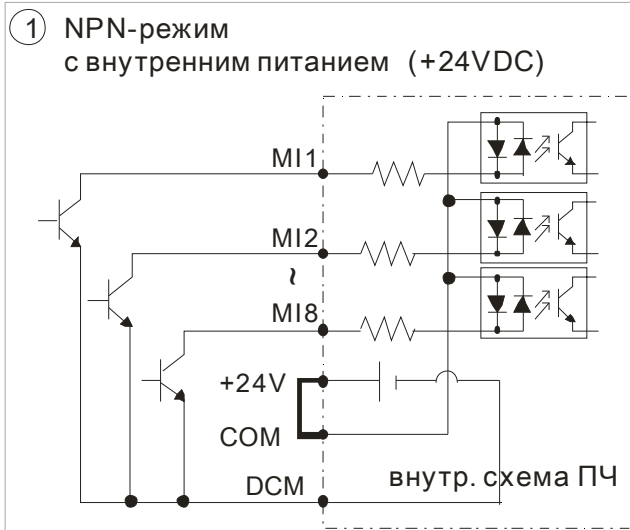 1 NPN-режим
с внутренним питанием (+24VDC)
MI1
MI2
~
MI8
+24V
COM
DCM
внутр. схема ПЧ